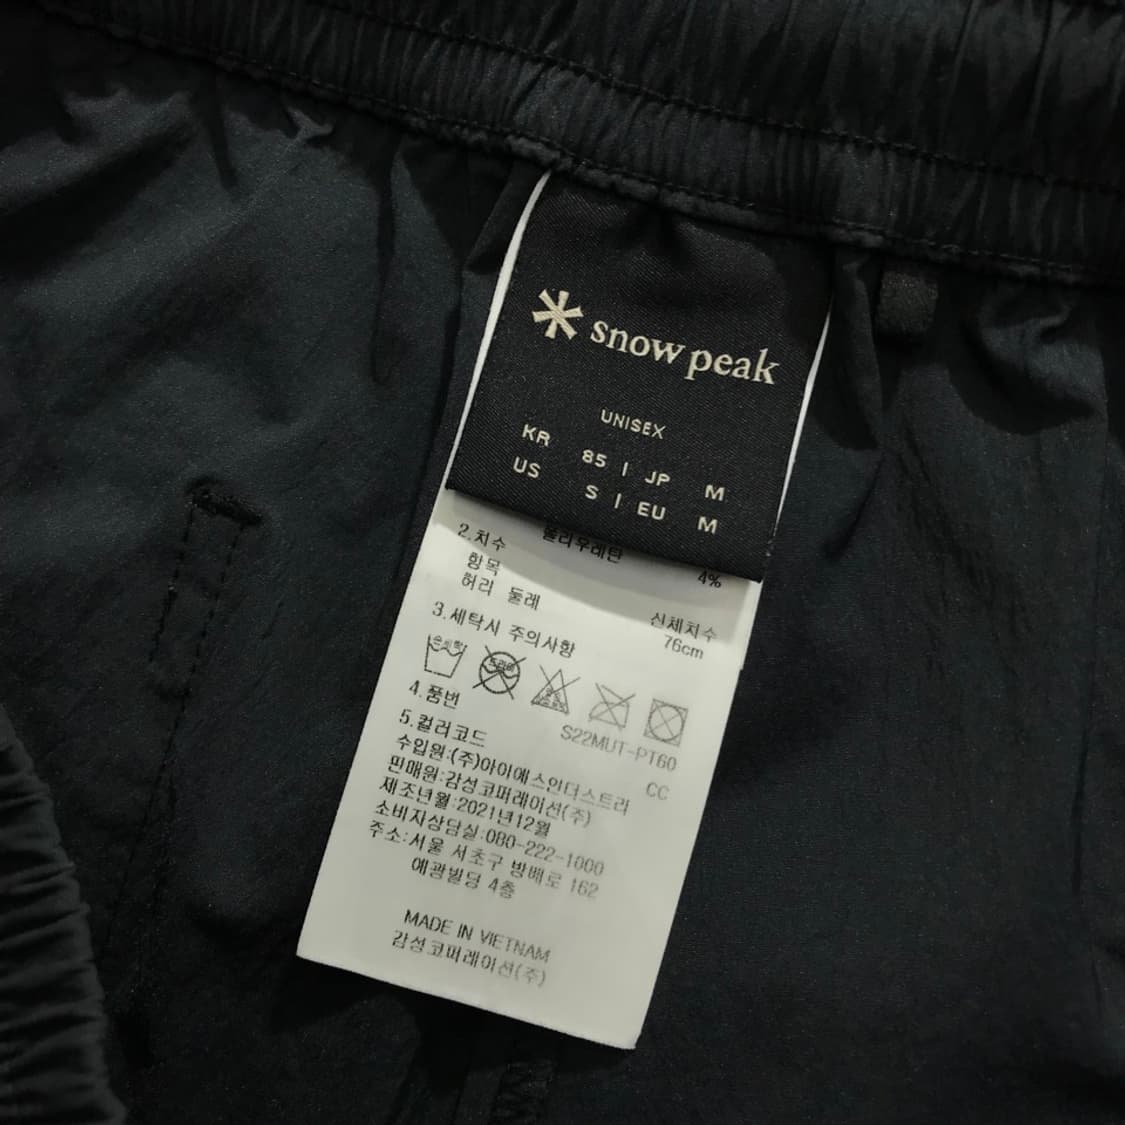 snow peak
UNISEX
KR 85 | JP M
US S | EU M
폴리우레탄 4%
2.치수
항목 신체치수
허리 둘레 76cm
3.세탁시 주의사항
손세탁 드라이
4.품번 S22MUT-PT60
5.컬러코드 CC
수입원:(주)아이에스인더스트리
판매원:감성코퍼레이션(주)
제조년월:2021년12월
소비자상담실:080-222-1000
주소:서울 서초구 방배로 162
예광빌딩 4층
MADE IN VIETNAM
감성코퍼레이션(주)